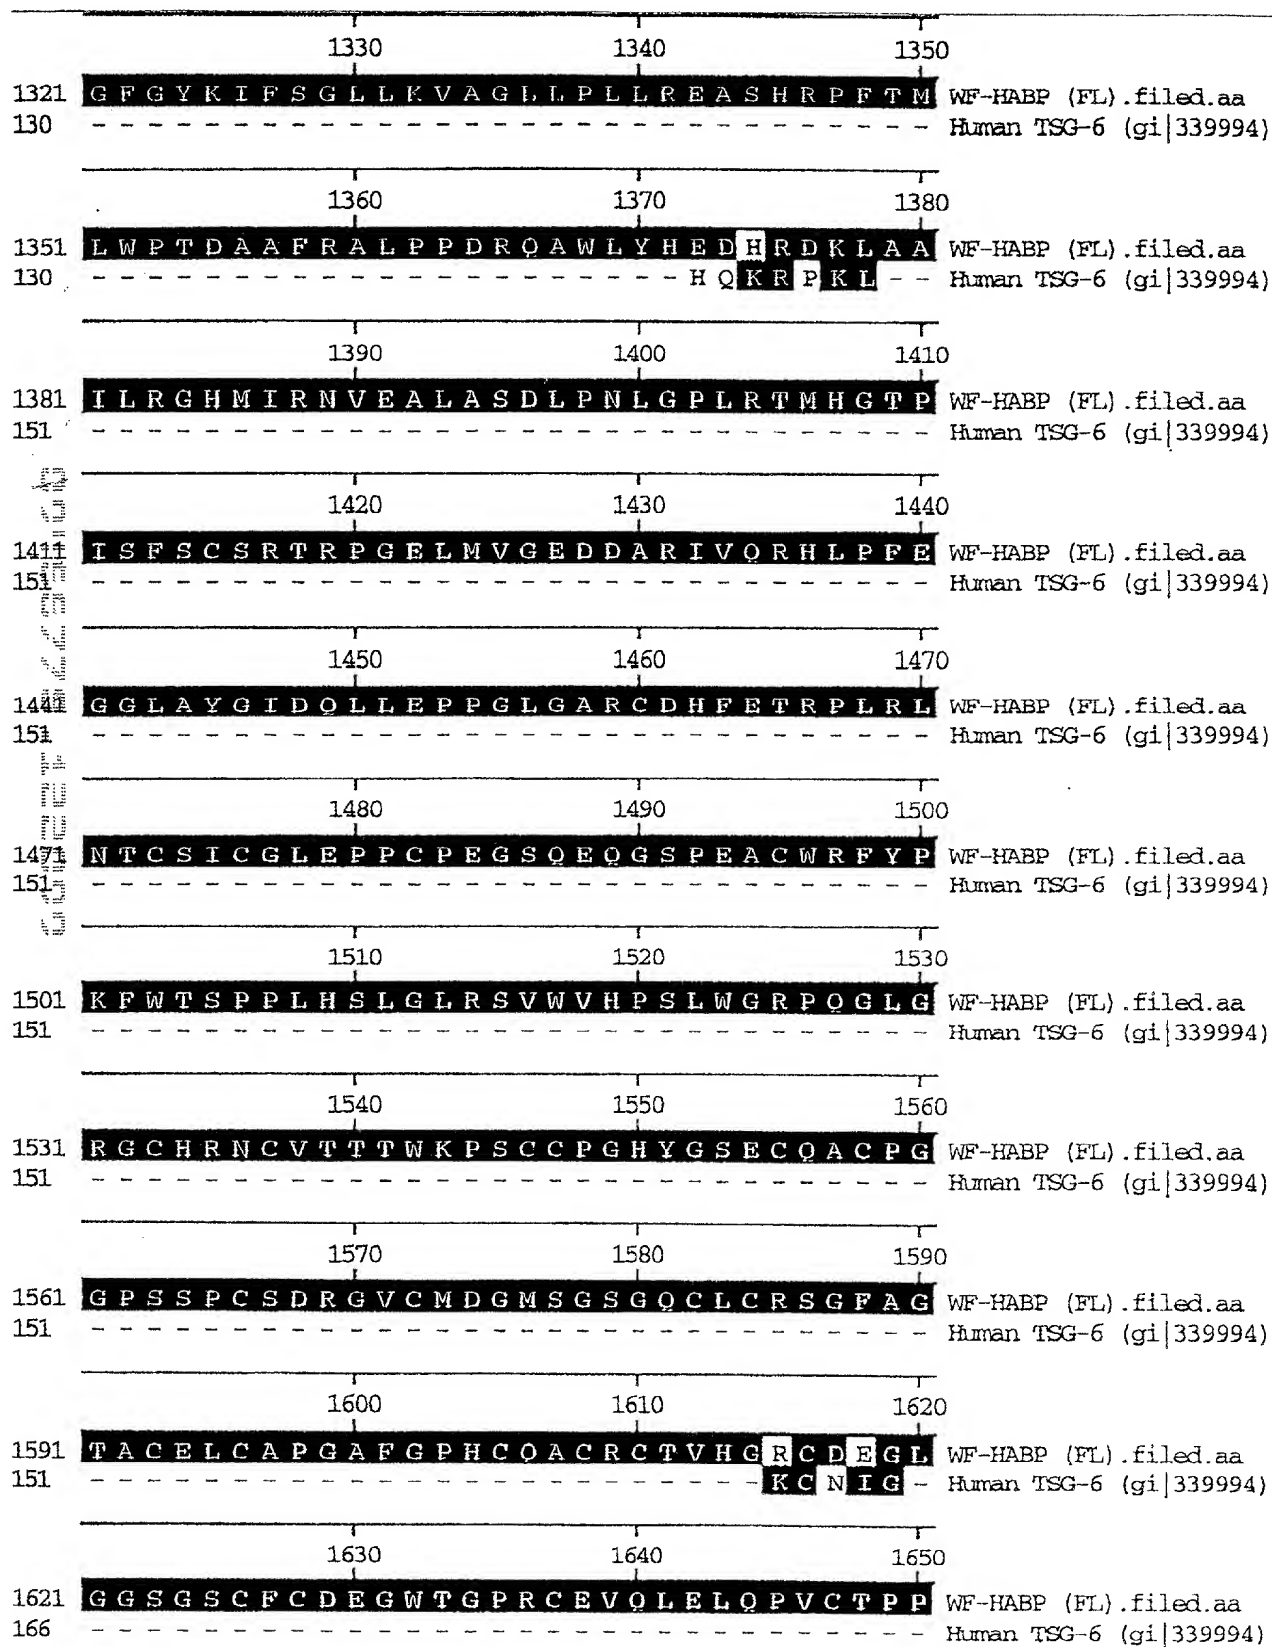 1330 1340 1350
1321 G F G Y K I F S G L L K V A G L L P L L R E A S H R P F T M WF-HABP (FL).filed.aa
130 - - - - - - - - - - - - - - - - - - - - - - - - - - - - - - Human TSG-6 (gi|339994)
1360 1370 1380
1351 L W P T D A A F R A L P P D R Q A W L Y H E D H R D K L A A WF-HABP (FL).filed.aa
130 - - - - - - - - - - - - - - - - - - - - - H Q K R P K L - - Human TSG-6 (gi|339994)
1390 1400 1410
1381 I L R G H M I R N V E A L A S D L P N L G P L R T M H G T P WF-HABP (FL).filed.aa
151 - - - - - - - - - - - - - - - - - - - - - - - - - - - - - - Human TSG-6 (gi|339994)
1420 1430 1440
1411 I S F S C S R T R P G E L M V G E D D A R I V Q R H L P F E WF-HABP (FL).filed.aa
151 - - - - - - - - - - - - - - - - - - - - - - - - - - - - - - Human TSG-6 (gi|339994)
1450 1460 1470
1441 G G L A Y G I D Q L L E P P G L G A R C D H F E T R P L R L WF-HABP (FL).filed.aa
151 - - - - - - - - - - - - - - - - - - - - - - - - - - - - - - Human TSG-6 (gi|339994)
1480 1490 1500
1471 N T C S I C G L E P P C P E G S Q E Q G S P E A C W R F Y P WF-HABP (FL).filed.aa
151 - - - - - - - - - - - - - - - - - - - - - - - - - - - - - - Human TSG-6 (gi|339994)
1510 1520 1530
1501 K F W T S P P L H S L G L R S V W V H P S L W G R P Q G L G WF-HABP (FL).filed.aa
151 - - - - - - - - - - - - - - - - - - - - - - - - - - - - - - Human TSG-6 (gi|339994)
1540 1550 1560
1531 R G C H R N C V T T T W K P S C C P G H Y G S E C Q A C P G WF-HABP (FL).filed.aa
151 - - - - - - - - - - - - - - - - - - - - - - - - - - - - - - Human TSG-6 (gi|339994)
1570 1580 1590
1561 G P S S P C S D R G V C M D G M S G S G Q C L C R S G F A G WF-HABP (FL).filed.aa
151 - - - - - - - - - - - - - - - - - - - - - - - - - - - - - - Human TSG-6 (gi|339994)
1600 1610 1620
1591 T A C E L C A P G A F G P H C Q A C R C T V H G R C D E G L WF-HABP (FL).filed.aa
151 - - - - - - - - - - - - - - - - - - - - - - - - K C N I G - Human TSG-6 (gi|339994)
1630 1640 1650
1621 G G S G S C F C D E G W T G P R C E V Q L E L Q P V C T P P WF-HABP (FL).filed.aa
166 - - - - - - - - - - - - - - - - - - - - - - - - - - - - - - Human TSG-6 (gi|339994)